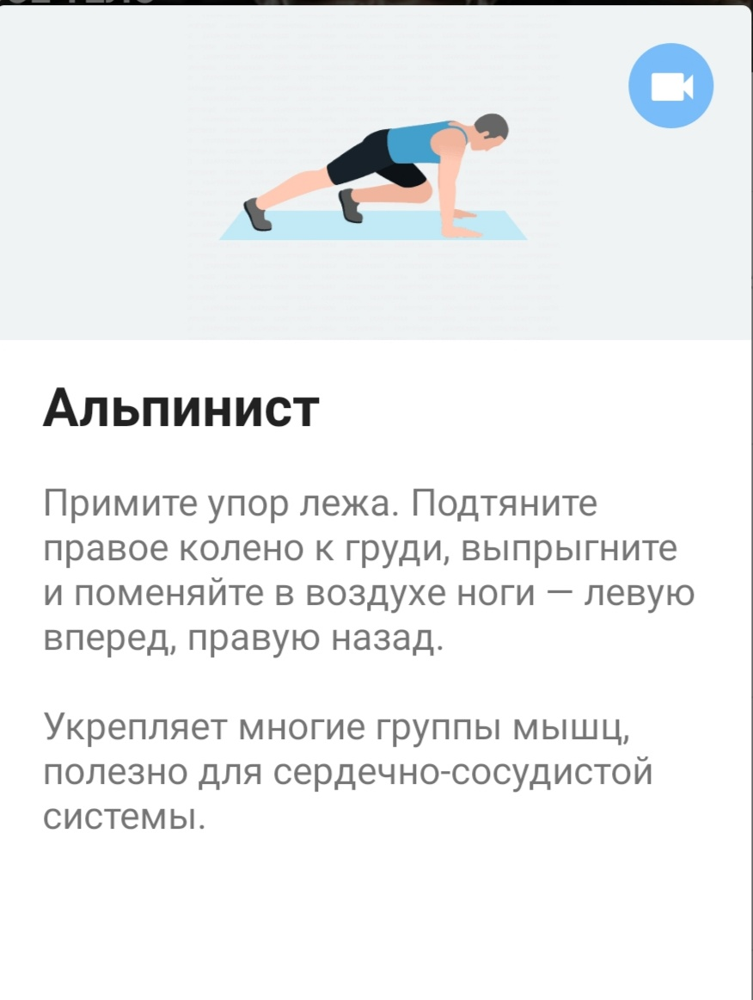 Альпинист
Примите упор лежа. Подтяните
правое колено к груди, выпрыгните
и поменяйте в воздухе ноги — левую
вперед, правую назад.
Укрепляет многие группы мышц,
полезно для сердечно-сосудистой
системы.